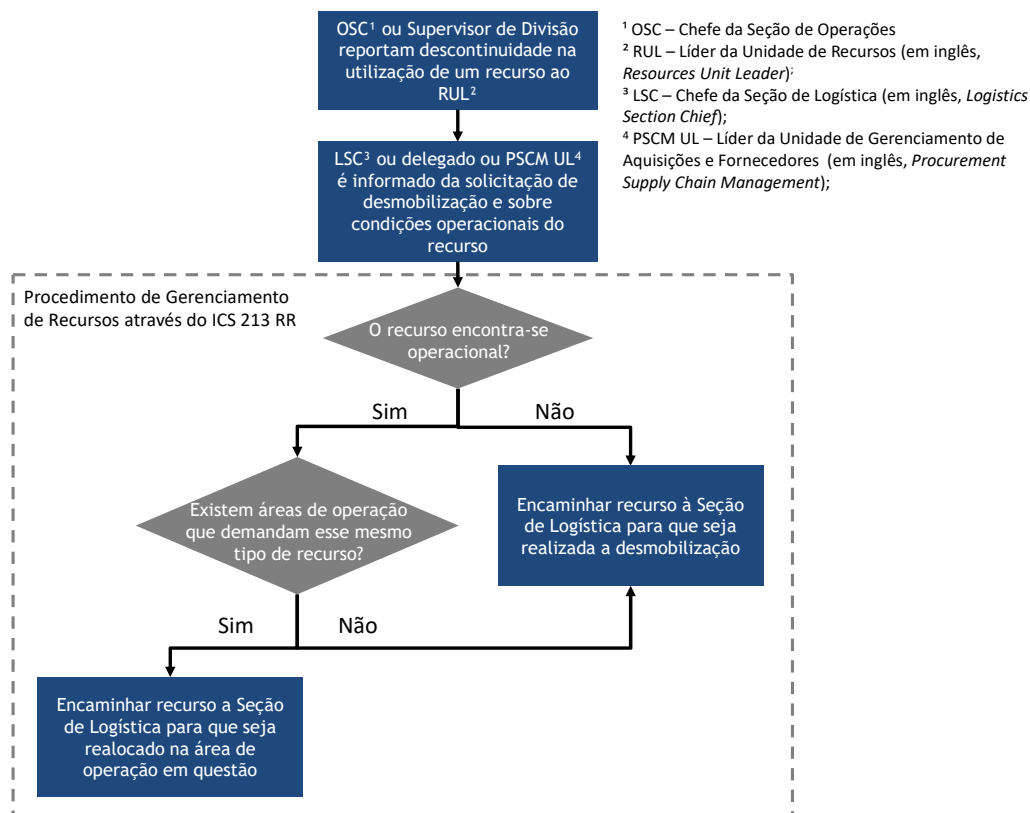 OSC¹ ou Supervisor de Divisão
reportam descontinuidade na
utilização de um recurso ao
RUL²
¹ OSC – Chefe da Seção de Operações
² RUL – Líder da Unidade de Recursos (em inglês,
Resources Unit Leader);
³ LSC – Chefe da Seção de Logística (em inglês, Logistics
Section Chief);
⁴ PSCM UL – Líder da Unidade de Gerenciamento de
Aquisições e Fornecedores (em inglês, Procurement
Supply Chain Management);
LSC³ ou delegado ou PSCM UL⁴
é informado da solicitação de
desmobilização e sobre
condições operacionais do
recurso
Procedimento de Gerenciamento
de Recursos através do ICS 213 RR
O recurso encontra-se
operacional?
Sim
Não
Existem áreas de operação
que demandam esse mesmo
tipo de recurso?
Encaminhar recurso à Seção
de Logística para que seja
realizada a desmobilização
Sim
Não
Encaminhar recurso a Seção
de Logística para que seja
realocado na área de
operação em questão